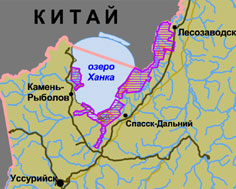 КИТАЙ
Лесозаводск
озеро
Ханка
Камень-
Рыболов
Спасск-Дальний
Уссурийск